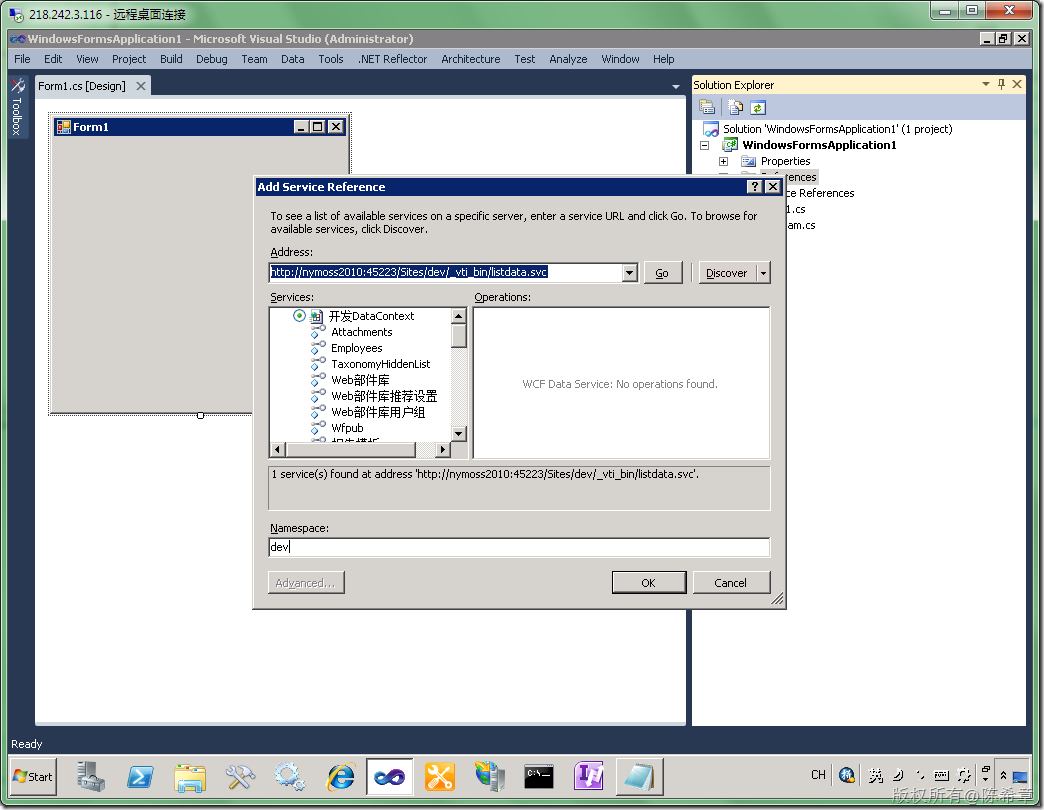 218.242.3.116 - 远程桌面连接
WindowsFormsApplication1 - Microsoft Visual Studio (Administrator)
File Edit View Project Build Debug Team Data Tools .NET Reflector Architecture Test Analyze Window Help
Toolbox
Form1.cs [Design]
Form1
Solution Explorer
Solution 'WindowsFormsApplication1' (1 project)
WindowsFormsApplication1
Properties
References
ce References
1.cs
am.cs
Add Service Reference
To see a list of available services on a specific server, enter a service URL and click Go. To browse for
available services, click Discover.
Address:
http://nymoss2010:45223/Sites/dev/_vti_bin/listdata.svc
Go
Discover
Services:
Operations:
开发DataContext
Attachments
Employees
TaxonomyHiddenList
Web部件库
Web部件库推荐设置
Web部件库用户组
Wfpub
WCF Data Service: No operations found.
1 service(s) found at address 'http://nymoss2010:45223/Sites/dev/_vti_bin/listdata.svc'.
Namespace:
dev
Advanced...
OK
Cancel
Ready
Start
CH
英
版权所有@陈希章